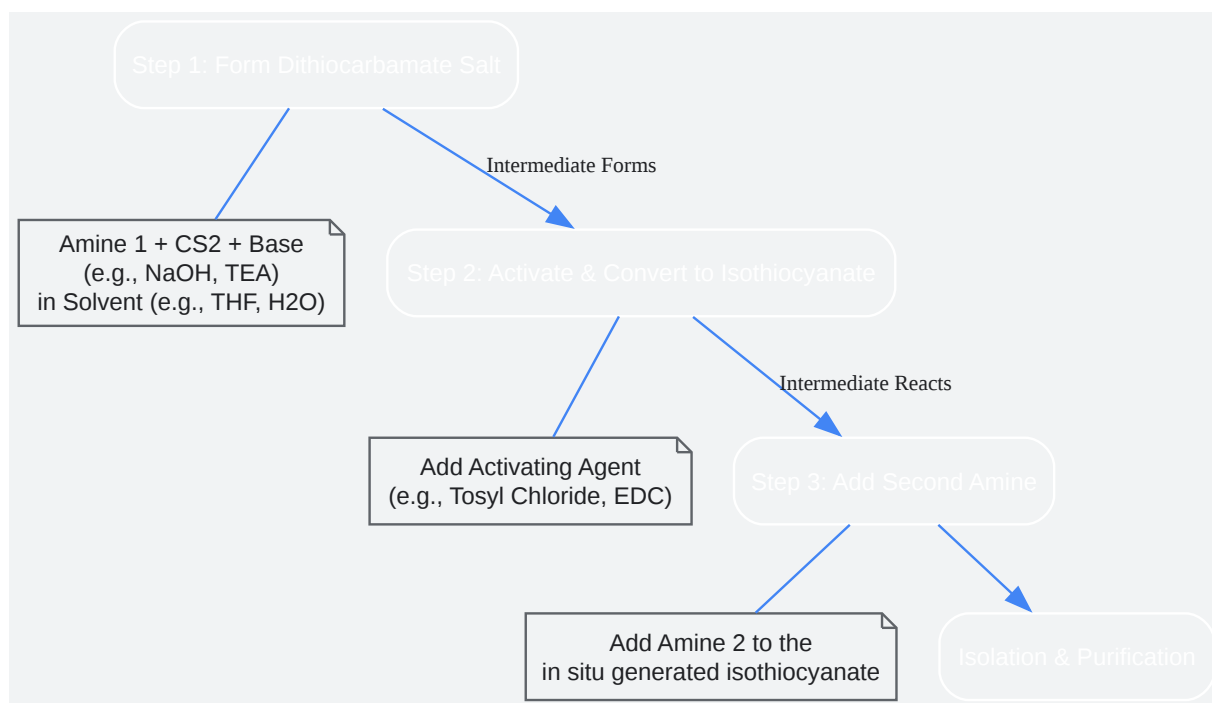 Step 1: Form Dithiocarbamate Salt
Intermediate Forms
Amine 1 + CS2 + Base
(e.g., NaOH, TEA)
in Solvent (e.g., THF, H2O)
Step 2: Activate & Convert to Isothiocyanate
Intermediate Reacts
Add Activating Agent
(e.g., Tosyl Chloride, EDC)
Step 3: Add Second Amine
Add Amine 2 to the
in situ generated isothiocyanate
Isolation & Purification